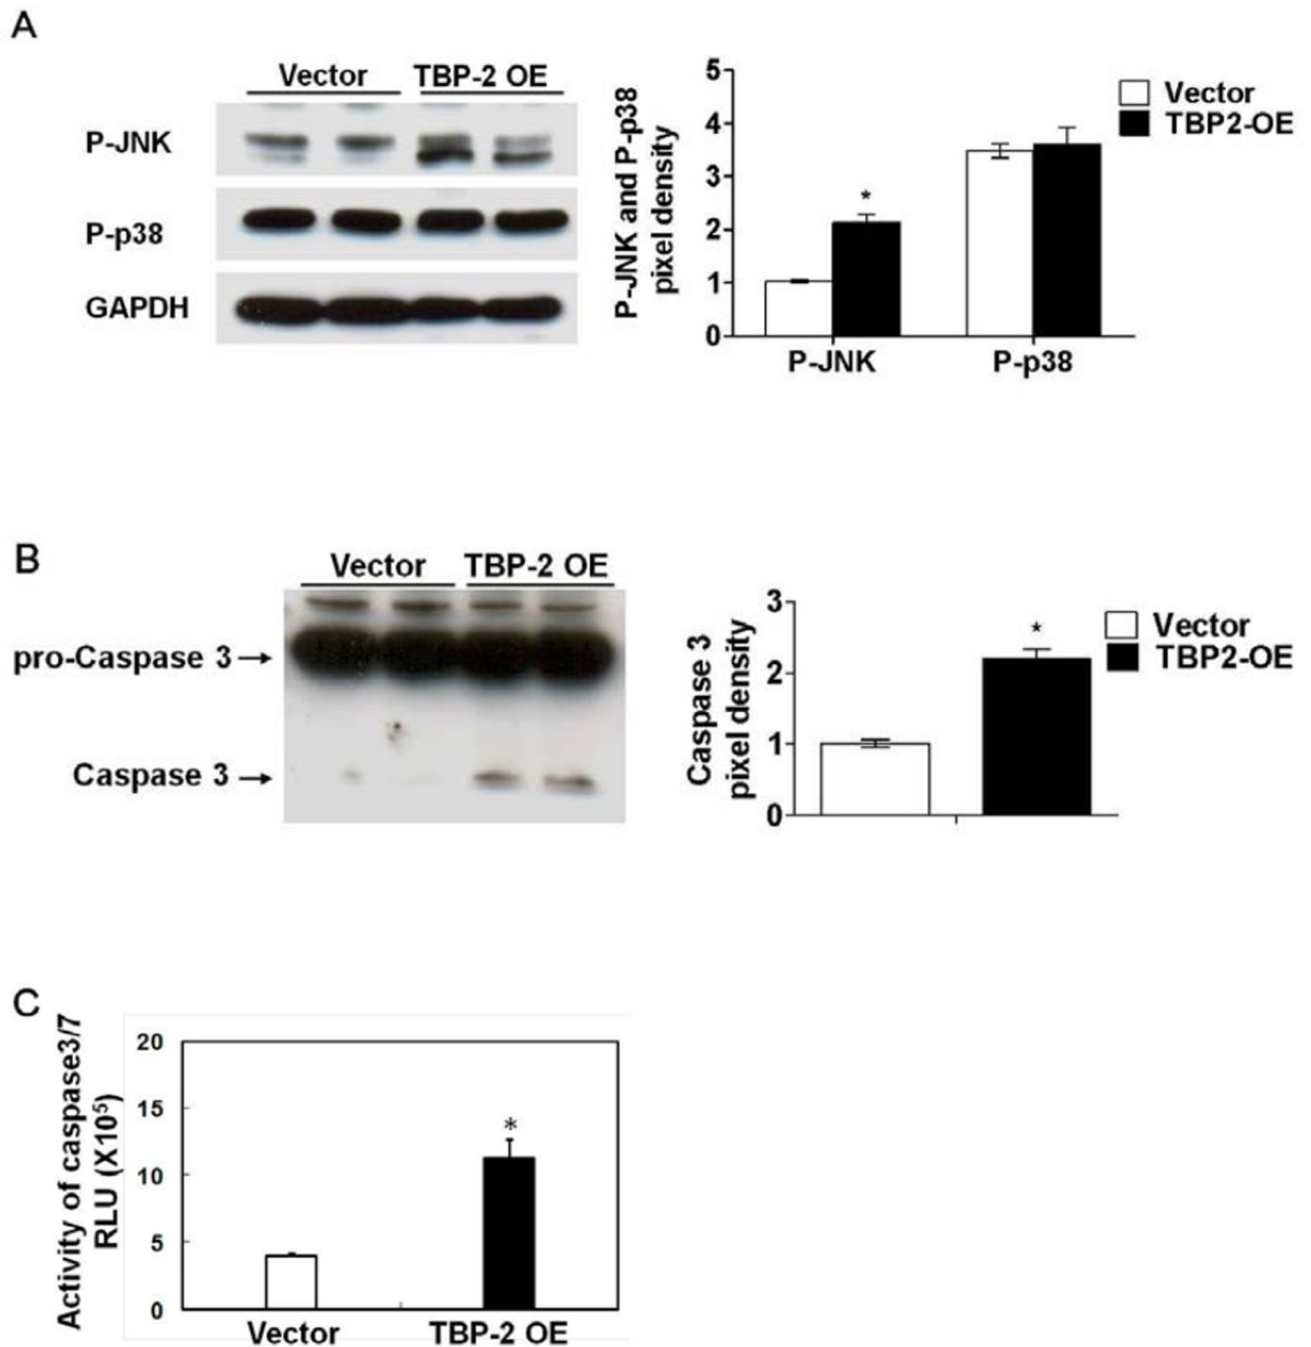 A
Vector TBP-2 OE
P-JNK
P-p38
GAPDH
P-JNK and P-p38
pixel density
5
4
3
2
1
0
*
P-JNK P-p38
Vector
TBP2-OE
B
Vector TBP-2 OE
pro-Caspase 3
Caspase 3
Caspase 3
pixel density
3
2
1
0
*
Vector
TBP2-OE
C
Activity of caspase3/7
RLU (X10⁵)
20
15
10
5
0
*
Vector TBP-2 OE